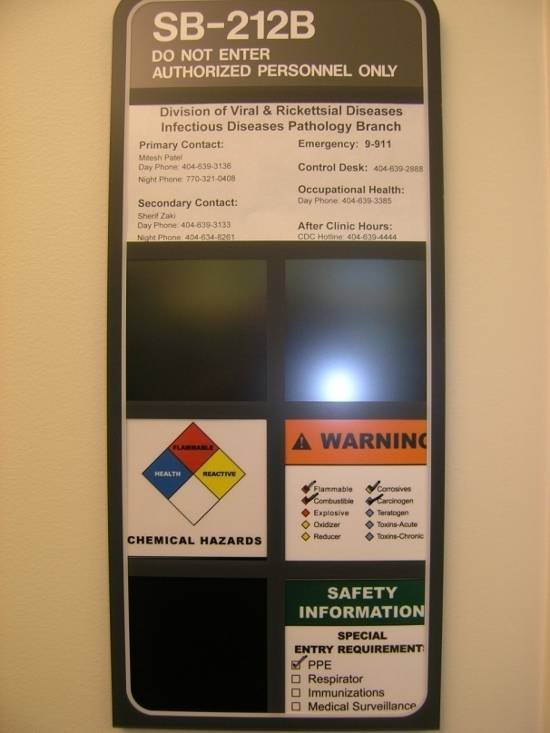 SB-212B
DO NOT ENTER
AUTHORIZED PERSONNEL ONLY
Division of Viral & Rickettsial Diseases
Infectious Diseases Pathology Branch
Primary Contact:
Mitesh Patel
Day Phone: 404-639-3136
Night Phone: 770-321-0408
Secondary Contact:
Sherif Zaki
Day Phone: 404-639-3133
Night Phone: 404-634-8261
Emergency: 9-911
Control Desk: 404-639-2888
Occupational Health:
Day Phone: 404-639-3385
After Clinic Hours:
CDC Hotline: 404-639-4444
FLAMMABLE
HEALTH
REACTIVE
CHEMICAL HAZARDS
WARNING
Flammable
Combustible
Explosive
Oxidizer
Reducer
Corrosives
Carcinogen
Teratogen
Toxins-Acute
Toxins-Chronic
SAFETY
INFORMATION
SPECIAL
ENTRY REQUIREMENT:
PPE
Respirator
Immunizations
Medical Surveillance